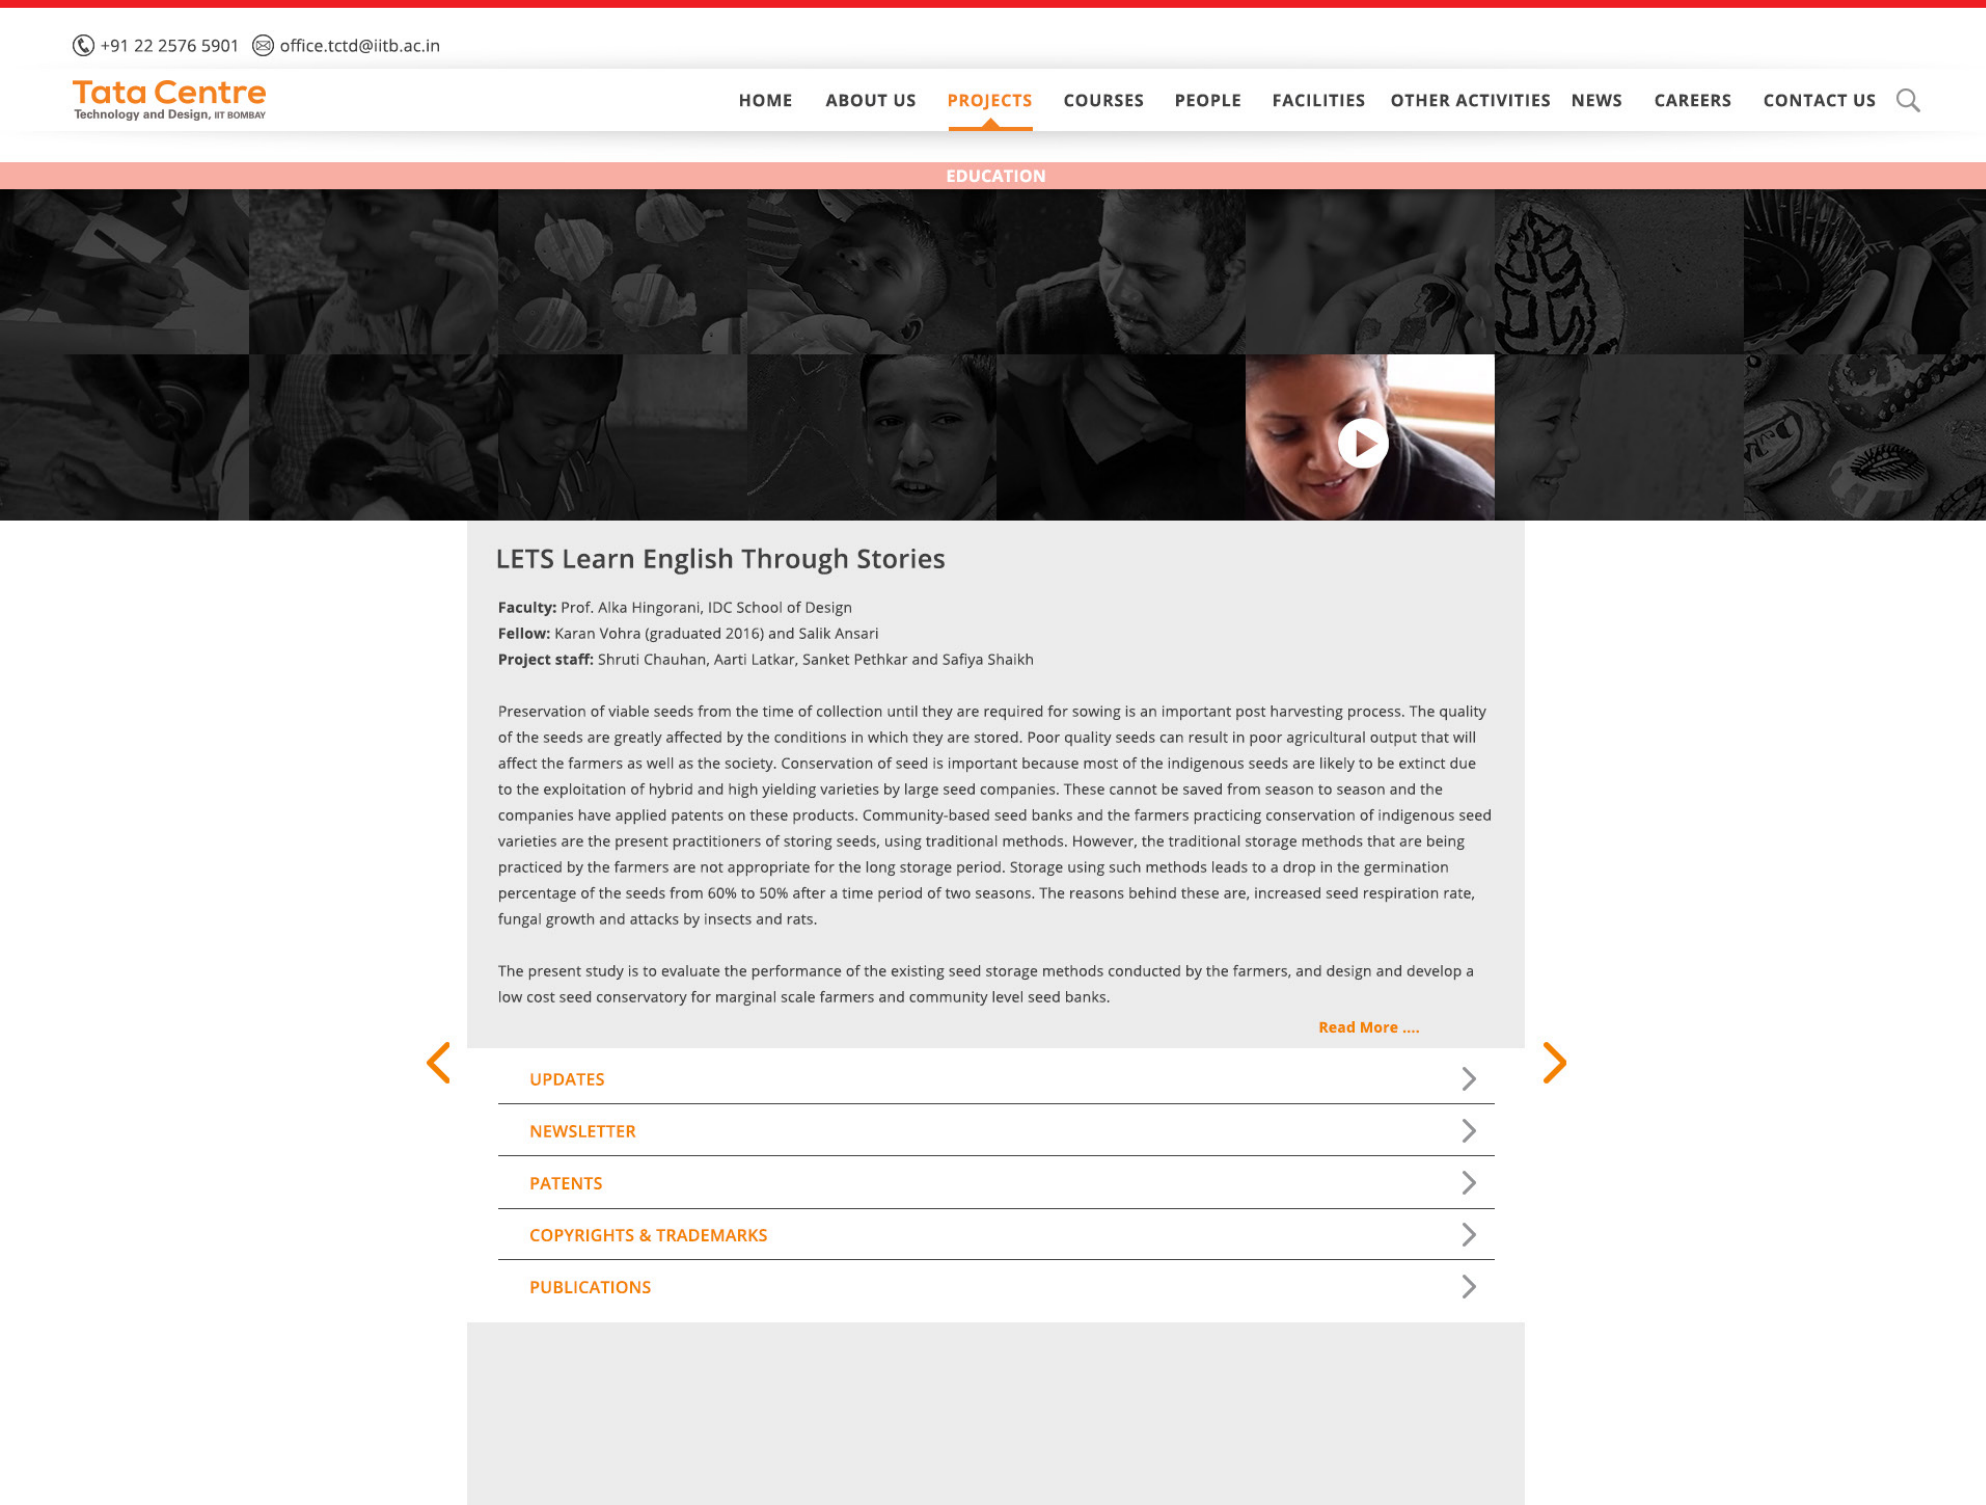 +91 22 2576 5901 office.tctd@iitb.ac.in
Tata Centre
Technology and Design, IIT BOMBAY
HOME ABOUT US PROJECTS COURSES PEOPLE FACILITIES OTHER ACTIVITIES NEWS CAREERS CONTACT US
EDUCATION
LETS Learn English Through Stories
Faculty: Prof. Alka Hingorani, IDC School of Design
Fellow: Karan Vohra (graduated 2016) and Salik Ansari
Project staff: Shruti Chauhan, Aarti Latkar, Sanket Pethkar and Safiya Shaikh
Preservation of viable seeds from the time of collection until they are required for sowing is an important post harvesting process. The quality
of the seeds are greatly affected by the conditions in which they are stored. Poor quality seeds can result in poor agricultural output that will
affect the farmers as well as the society. Conservation of seed is important because most of the indigenous seeds are likely to be extinct due
to the exploitation of hybrid and high yielding varieties by large seed companies. These cannot be saved from season to season and the
companies have applied patents on these products. Community-based seed banks and the farmers practicing conservation of indigenous seed
varieties are the present practitioners of storing seeds, using traditional methods. However, the traditional storage methods that are being
practiced by the farmers are not appropriate for the long storage period. Storage using such methods leads to a drop in the germination
percentage of the seeds from 60% to 50% after a time period of two seasons. The reasons behind these are, increased seed respiration rate,
fungal growth and attacks by insects and rats.
The present study is to evaluate the performance of the existing seed storage methods conducted by the farmers, and design and develop a
low cost seed conservatory for marginal scale farmers and community level seed banks.
Read More ....
UPDATES
NEWSLETTER
PATENTS
COPYRIGHTS & TRADEMARKS
PUBLICATIONS